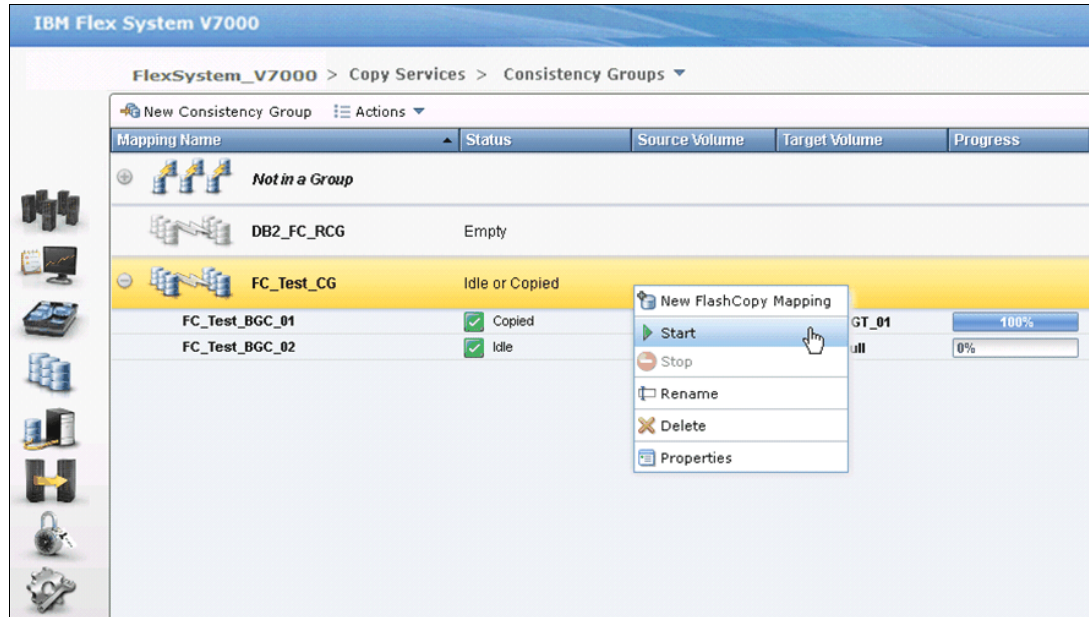 IBM Flex System V7000
FlexSystem_V7000 > Copy Services > Consistency Groups
New Consistency Group Actions
Mapping Name Status Source Volume Target Volume Progress
Not in a Group
DB2_FC_RCG Empty
FC_Test_CG Idle or Copied
New FlashCopy Mapping
FC_Test_BGC_01 Copied GT_01 100%
Start
FC_Test_BGC_02 Idle ull 0%
Stop
Rename
Delete
Properties